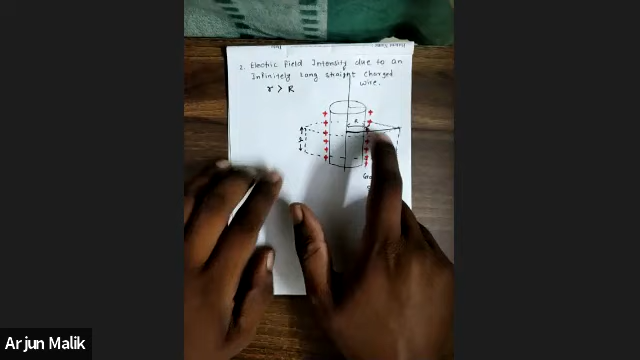 2. Electric Field Intensity due to an
Infinitely Long straight charged
wire.
r > R
R
Arjun Malik